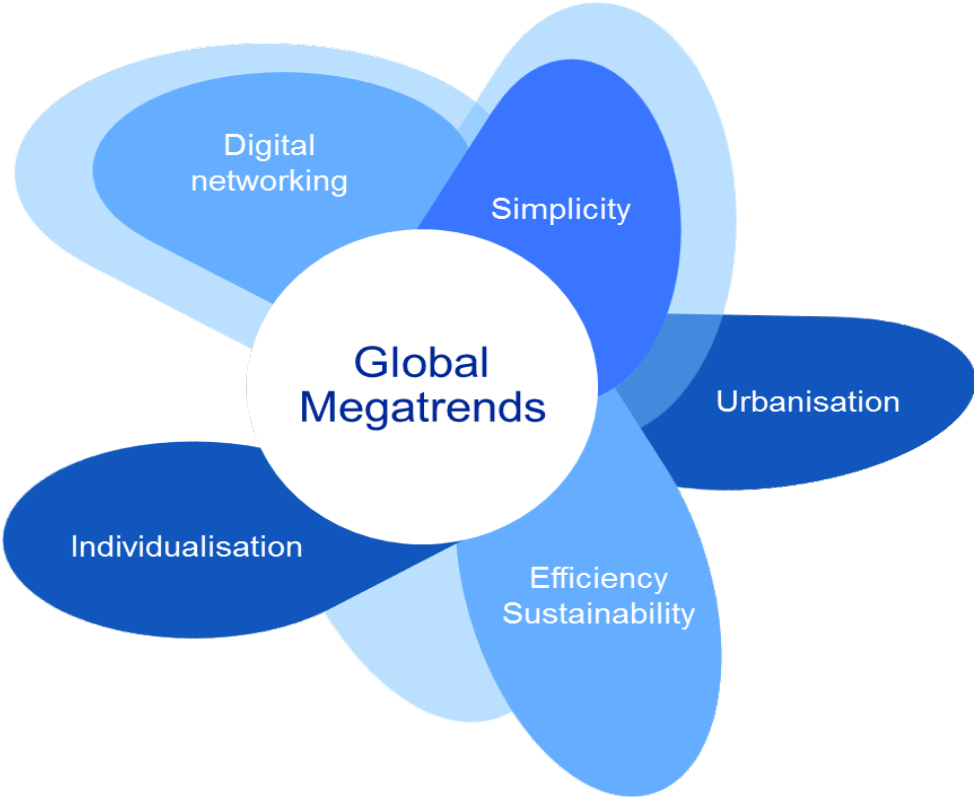 Digital
networking
Simplicity
Global
Megatrends
Urbanisation
Individualisation
Efficiency
Sustainability